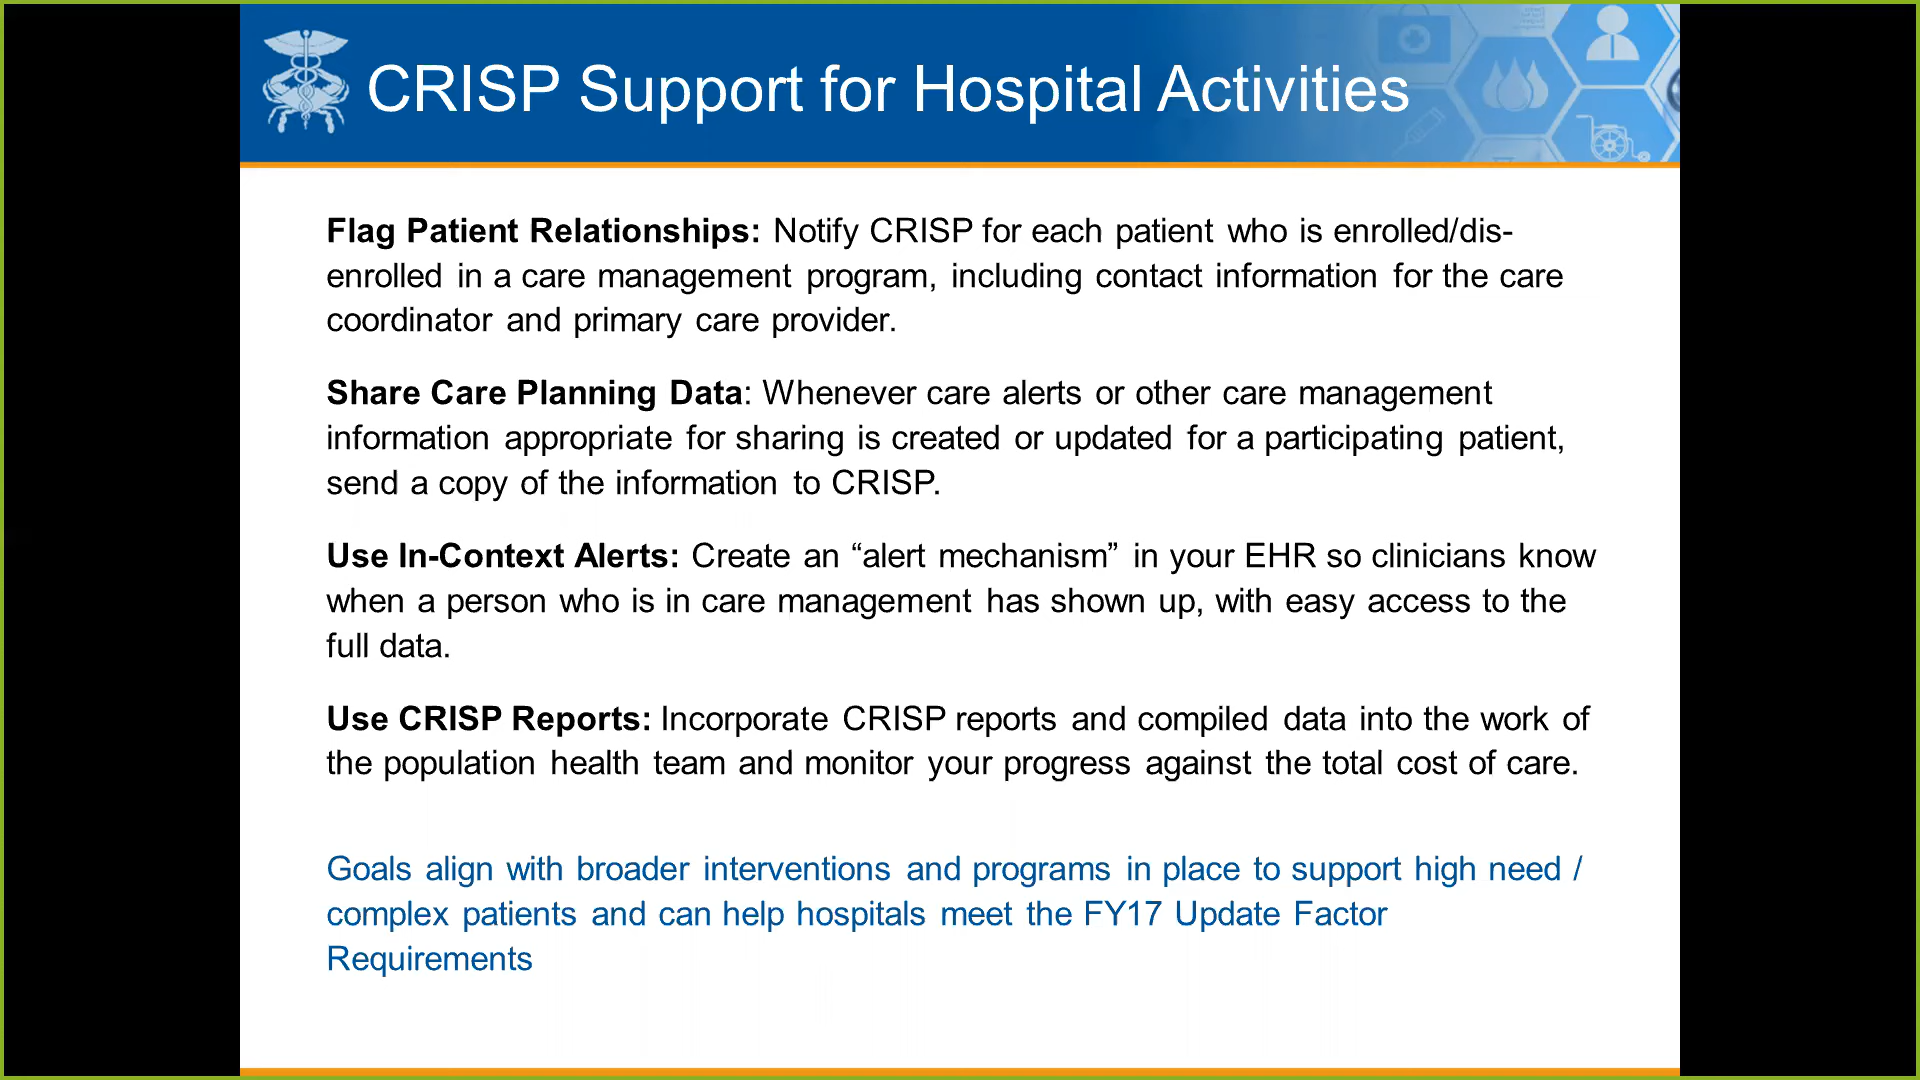 CRISP Support for Hospital Activities
Flag Patient Relationships: Notify CRISP for each patient who is enrolled/dis-
enrolled in a care management program, including contact information for the care
coordinator and primary care provider.
Share Care Planning Data: Whenever care alerts or other care management
information appropriate for sharing is created or updated for a participating patient,
send a copy of the information to CRISP.
Use In-Context Alerts: Create an “alert mechanism” in your EHR so clinicians know
when a person who is in care management has shown up, with easy access to the
full data.
Use CRISP Reports: Incorporate CRISP reports and compiled data into the work of
the population health team and monitor your progress against the total cost of care.
Goals align with broader interventions and programs in place to support high need /
complex patients and can help hospitals meet the FY17 Update Factor
Requirements